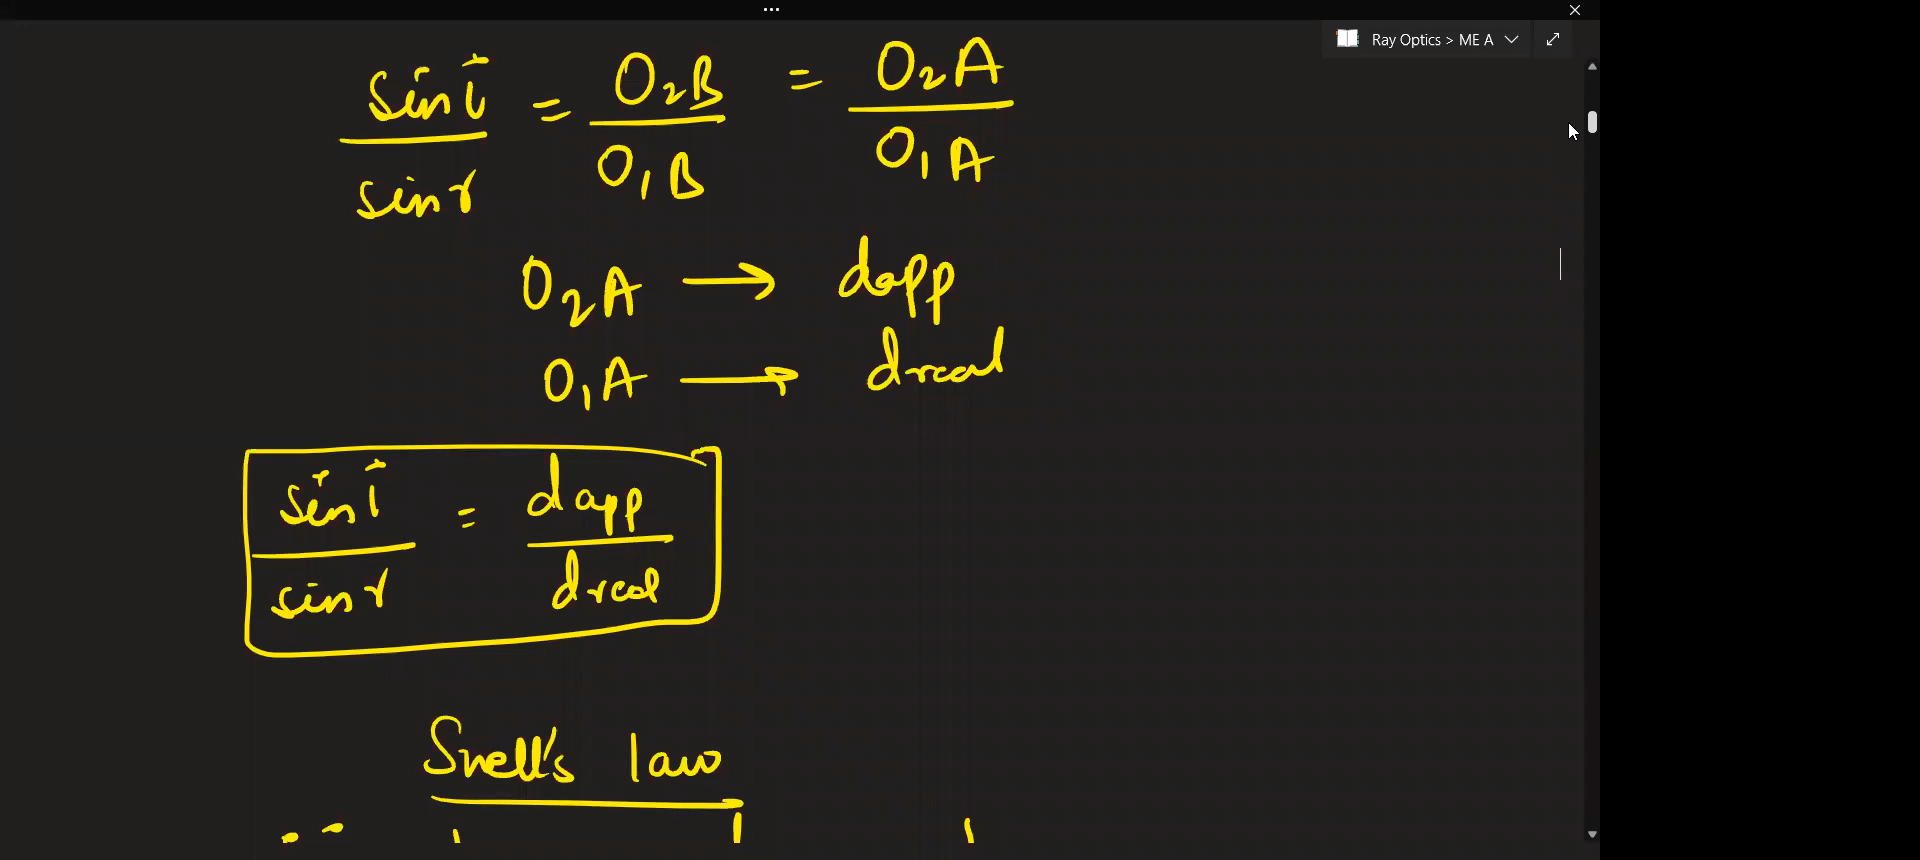 Ray Optics > ME A
sin i / sin r = O₂B / O₁B = O₂A / O₁A
O₂A → dapp
O₁A → dreal
sin i / sin r = dapp / dreal
Snell's law